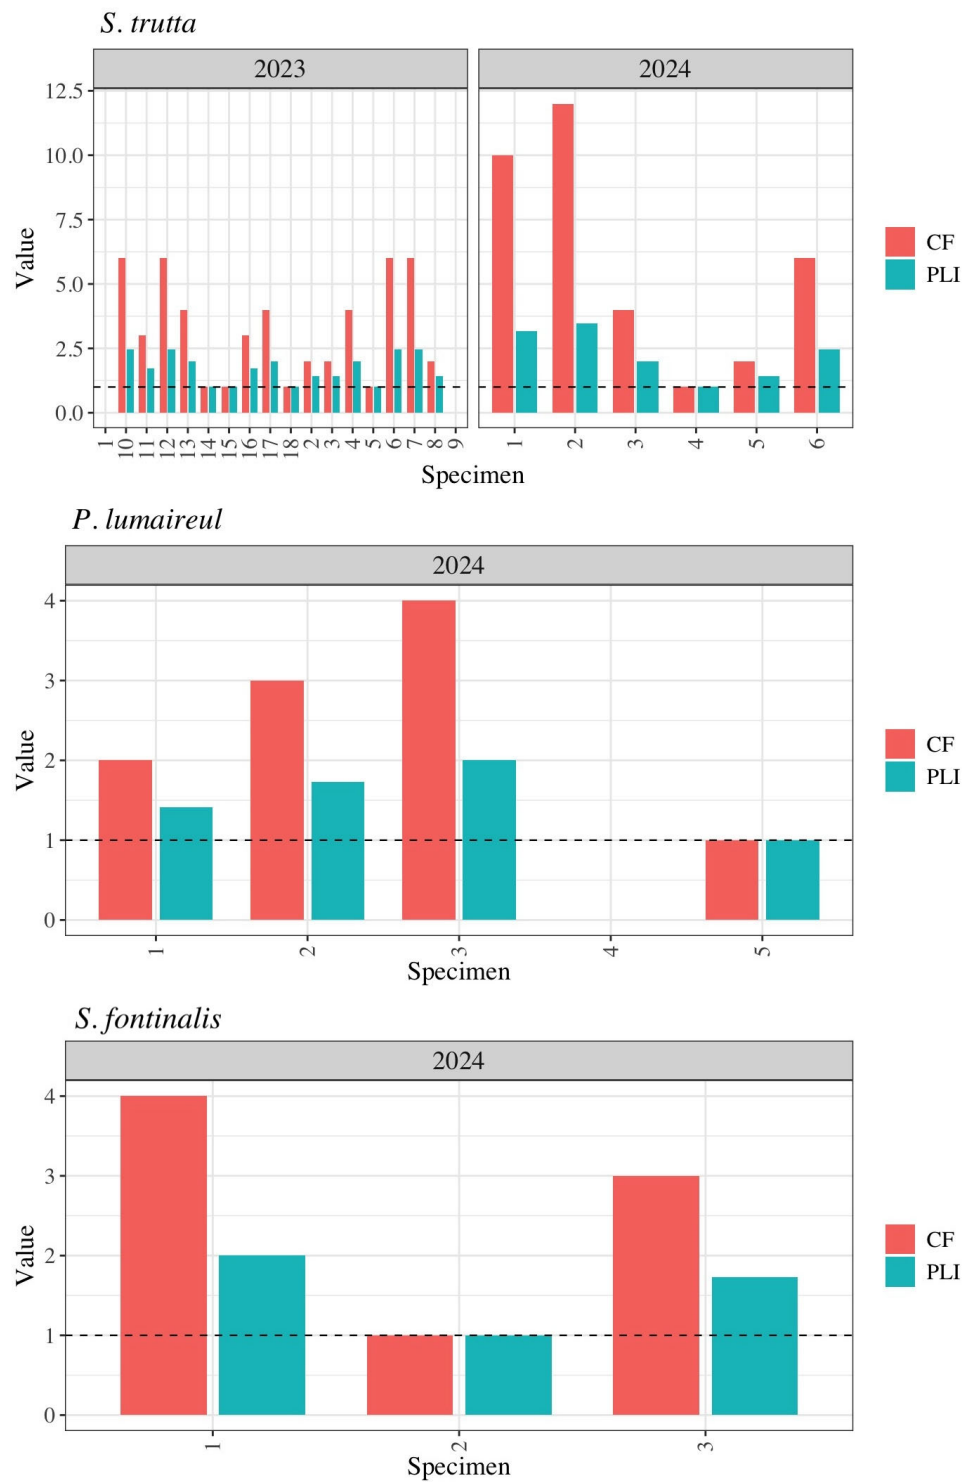 S. trutta
2023 2024
12.5
10.0
7.5
5.0
2.5
0.0
Value
1 10 11 12 13 14 15 16 17 18 2 3 4 5 6 7 8 9 1 2 3 4 5 6
Specimen
CF
PLI
P. lumaireul
2024
4
3
2
1
0
Value
1 2 3 4 5
Specimen
CF
PLI
S. fontinalis
2024
4
3
2
1
0
Value
1 2 3
Specimen
CF
PLI